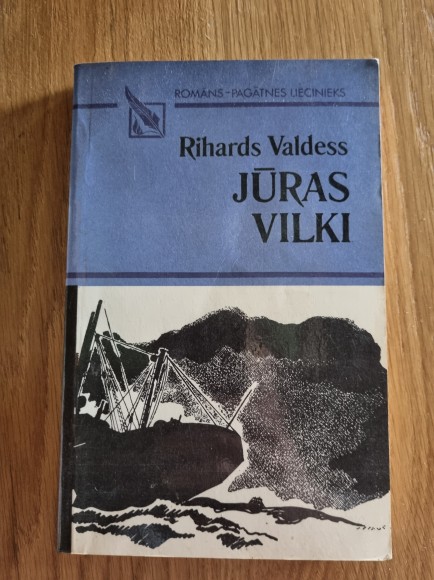 ROMĀNS-PAGĀTNES LIECINIEKS
Rihards Valdess
JŪRAS
VILKI